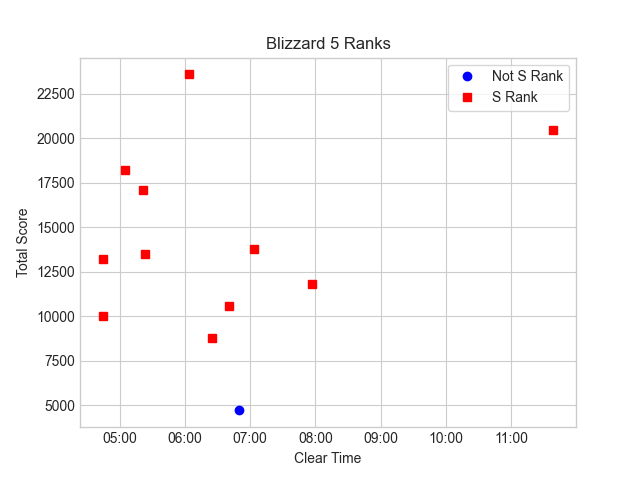 Blizzard 5 Ranks
Not S Rank
S Rank
Total Score
22500
20000
17500
15000
12500
10000
7500
5000
05:00 06:00 07:00 08:00 09:00 10:00 11:00
Clear Time